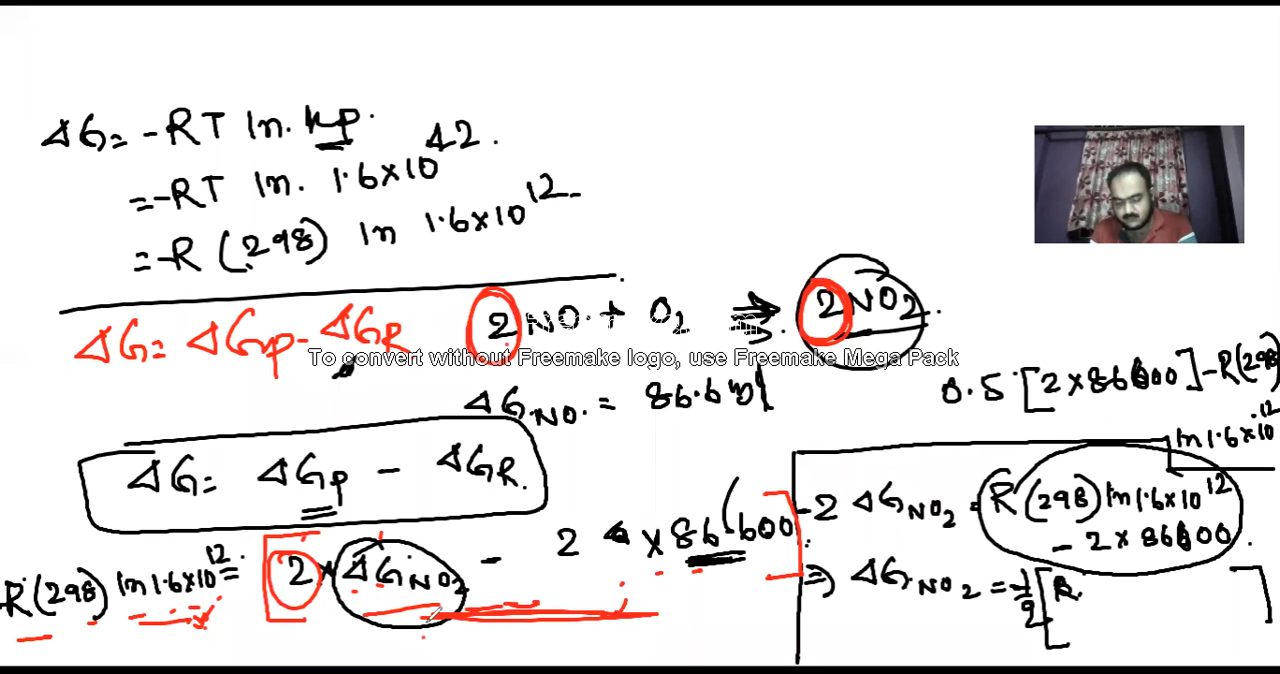 ΔG= -RT ln. kp.
=-RT ln. 1.6×10^12.
=-R (298) ln 1.6×10^12-
ΔG= ΔGp- ΔGR
2 NO + O2 ⇒ 2NO2.
To convert without Freemake logo, use Freemake Mega Pack
ΔG.NO. = 86.6
0.5 [2×86600]-R(298)
ln 1.6×10^12
ΔG= ΔGp - ΔGR.
-R(298) ln 1.6×10^12= [2× ΔG NO2 - 2 × 86600]
-2 ΔG NO2 = R(298) ln 1.6×10^12
- 2×86600.
⇒ ΔG NO2 = -1/2 [R. ]